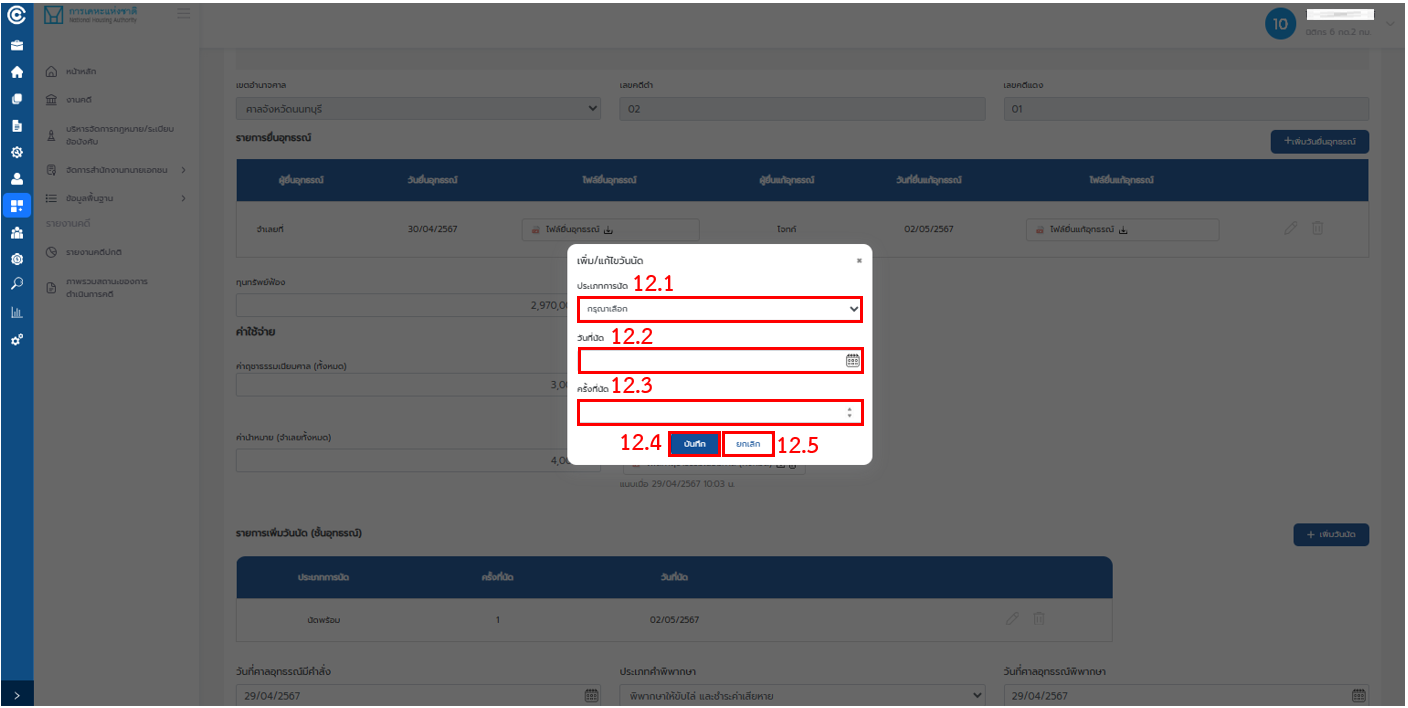 การเคหะแห่งชาติ
National Housing Authority
10
นิติกร 6 กด.2 กม.
หน้าหลัก
งานคดี
บริหารจัดการกฎหมาย/ระเบียบ
ข้อบังคับ
จัดการสำนักงานทนายเอกชน
ข้อมูลพื้นฐาน
รายงานคดี
รายงานคดีปกติ
ภาพรวมสถานะของการ
ดำเนินการคดี
เขตอำนาจศาล เลขคดีดำ เลขคดีแดง
ศาลจังหวัดนนทบุรี 02 01
รายการยื่นอุทธรณ์ +เพิ่มวันยื่นอุทธรณ์
ผู้ยื่นอุทธรณ์ วันยื่นอุทธรณ์ ไฟล์ยื่นอุทธรณ์ ผู้ยื่นแก้อุทธรณ์ วันที่ยื่นแก้อุทธรณ์ ไฟล์ยื่นแก้อุทธรณ์
จำเลยที่ 30/04/2567 ไฟล์ยื่นอุทธรณ์ โจทก์ 02/05/2567 ไฟล์ยื่นแก้อุทธรณ์
เพิ่ม/แก้ไขวันนัด ×
ประเภทการนัด 12.1
กรุณาเลือก
วันที่นัด 12.2
ครั้งที่นัด 12.3
12.4 บันทึก ยกเลิก 12.5
ทุนทรัพย์ฟ้อง
2,970,0
ค่าใช้จ่าย
ค่าฤชาธรรมเนียมศาล (ทั้งหมด)
3,0
ค่านำหมาย (จำเลยทั้งหมด)
4,0
แนบเมื่อ 29/04/2567 10:03 น.
รายการเพิ่มวันนัด (ชั้นอุทธรณ์) + เพิ่มวันนัด
ประเภทการนัด ครั้งที่นัด วันที่นัด
นัดพร้อม 1 02/05/2567
วันที่ศาลอุทธรณ์มีคำสั่ง ประเภทคำพิพากษา วันที่ศาลอุทธรณ์พิพากษา
29/04/2567 พิพากษาให้ขับไล่ และชำระค่าเสียหาย 29/04/2567